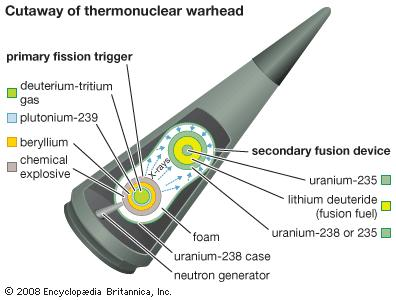 Cutaway of thermonuclear warhead
primary fission trigger
deuterium-tritium
gas
plutonium-239
beryllium
chemical
explosive
X-rays
secondary fusion device
uranium-235
lithium deuteride
(fusion fuel)
uranium-238 or 235
foam
uranium-238 case
neutron generator
© 2008 Encyclopædia Britannica, Inc.